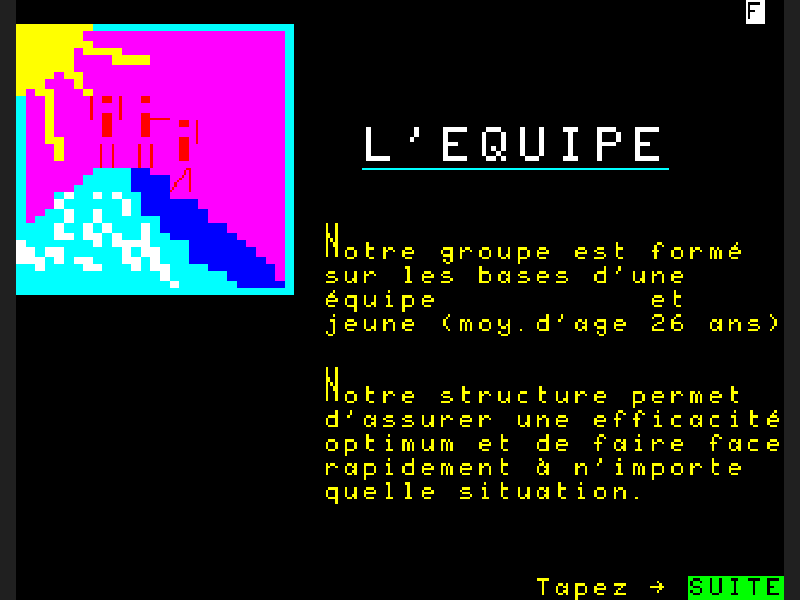 F
L'EQUIPE
Notre groupe est formé
sur les bases d'une
équipe et
jeune (moy.d'age 26 ans)
Notre structure permet
d'assurer une efficacité
optimum et de faire face
rapidement à n'importe
quelle situation.
Tapez → SUITE